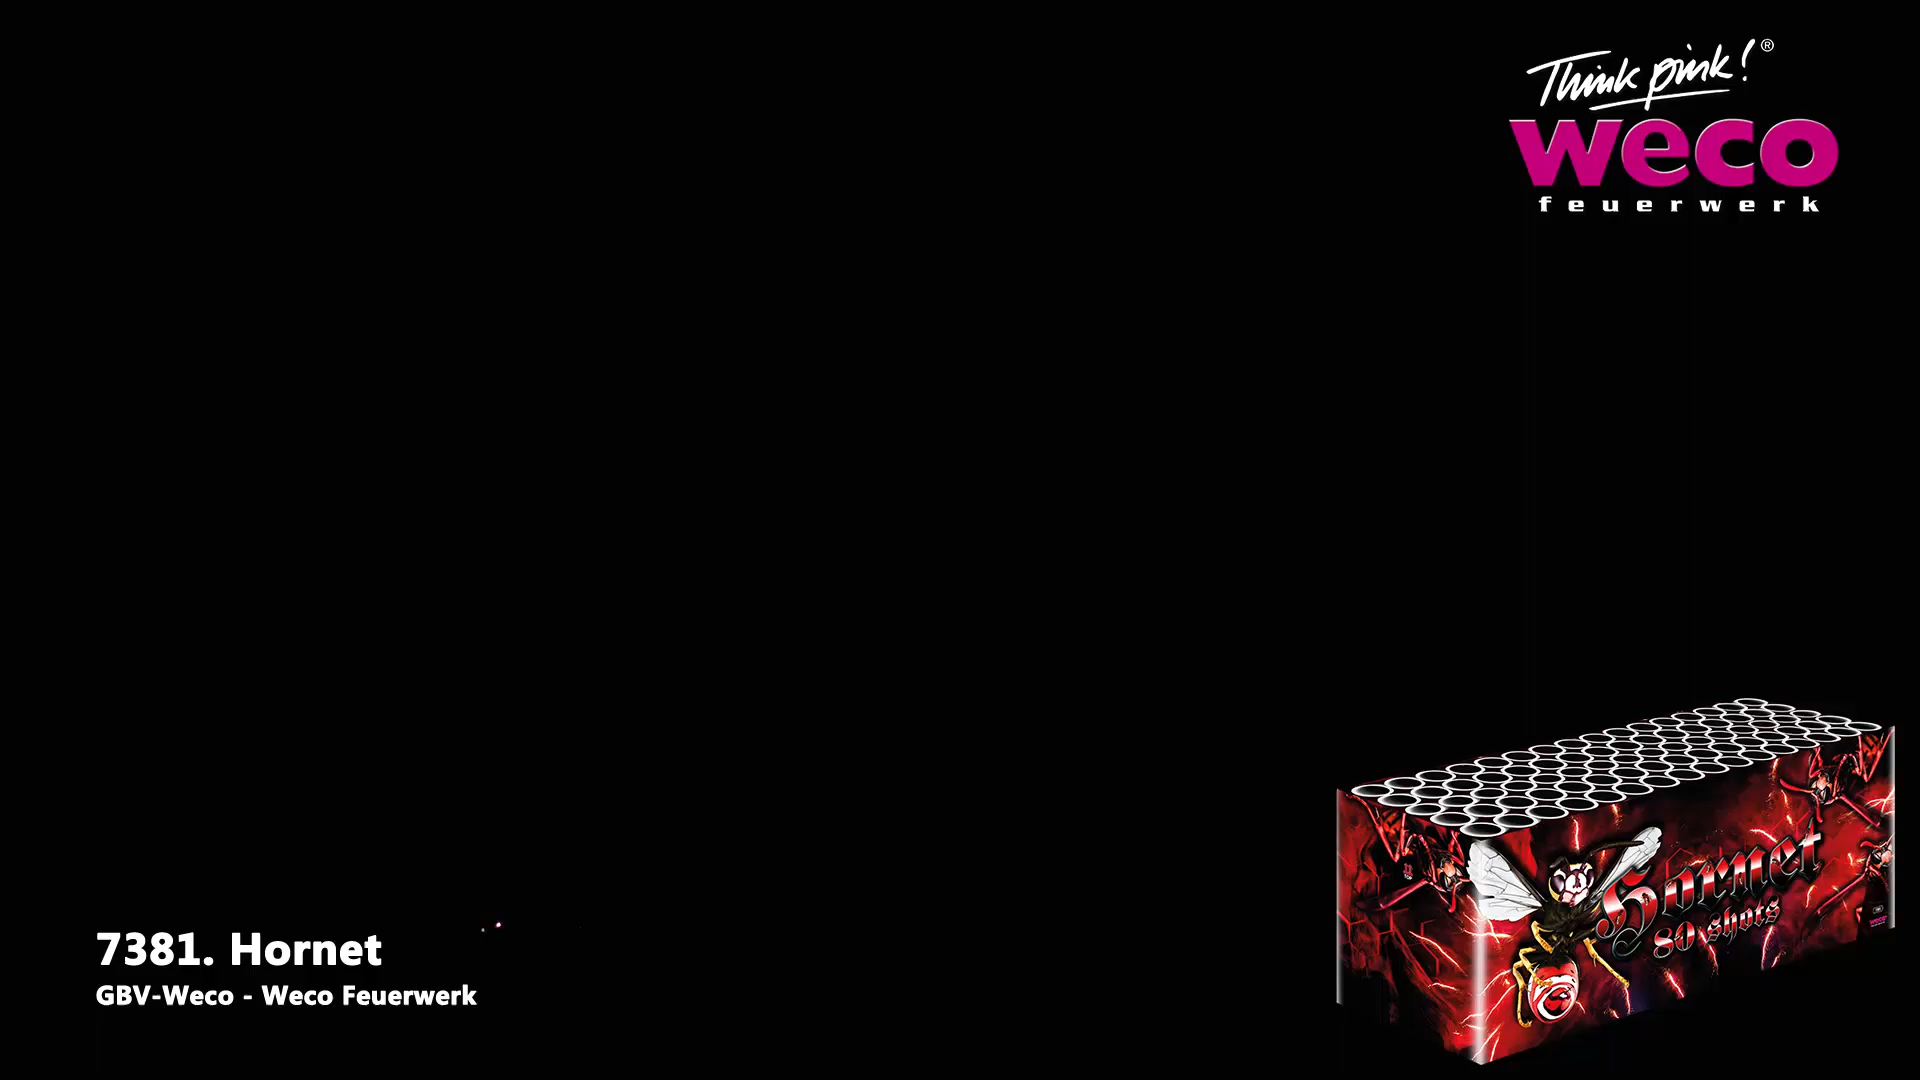 Think pink!®
weco
feuerwerk
Hornet
80 shots
7381. Hornet
GBV-Weco - Weco Feuerwerk